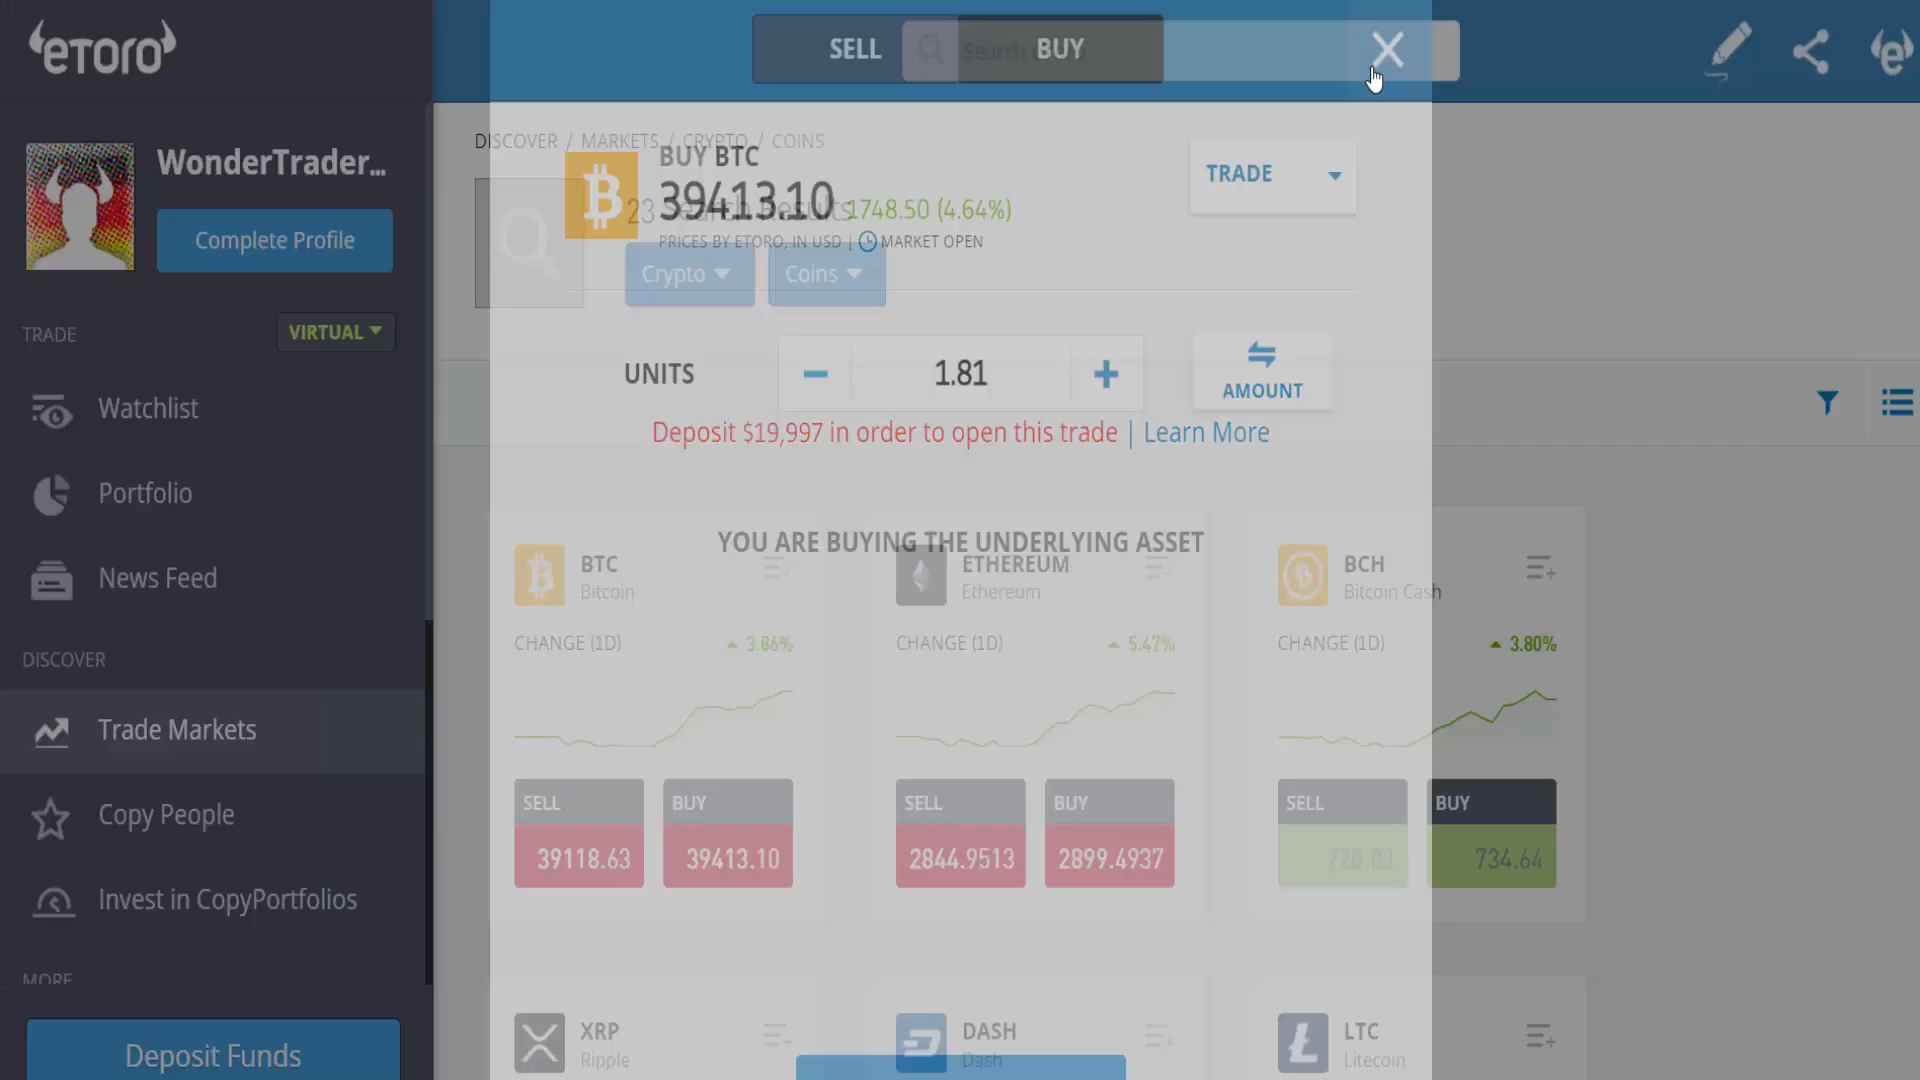 eTORO
SELL
BUY
WonderTrader...
Complete Profile
TRADE
VIRTUAL
Watchlist
Portfolio
News Feed
DISCOVER
Trade Markets
Copy People
Invest in CopyPortfolios
MORE
Deposit Funds
DISCOVER / MARKETS / CRYPTO / COINS
BUY BTC
TRADE
39413.10 1748.50 (4.64%)
23 Search Results
PRICES BY ETORO, IN USD | MARKET OPEN
Crypto
Coins
UNITS
1.81
AMOUNT
Deposit $19,997 in order to open this trade | Learn More
YOU ARE BUYING THE UNDERLYING ASSET
BTC
Bitcoin
CHANGE (1D)
3.86%
SELL
BUY
39118.63
39413.10
ETHEREUM
Ethereum
CHANGE (1D)
5.47%
SELL
BUY
2844.9513
2899.4937
BCH
Bitcoin Cash
CHANGE (1D)
3.80%
SELL
BUY
734.64
XRP
Ripple
DASH
Dash
LTC
Litecoin